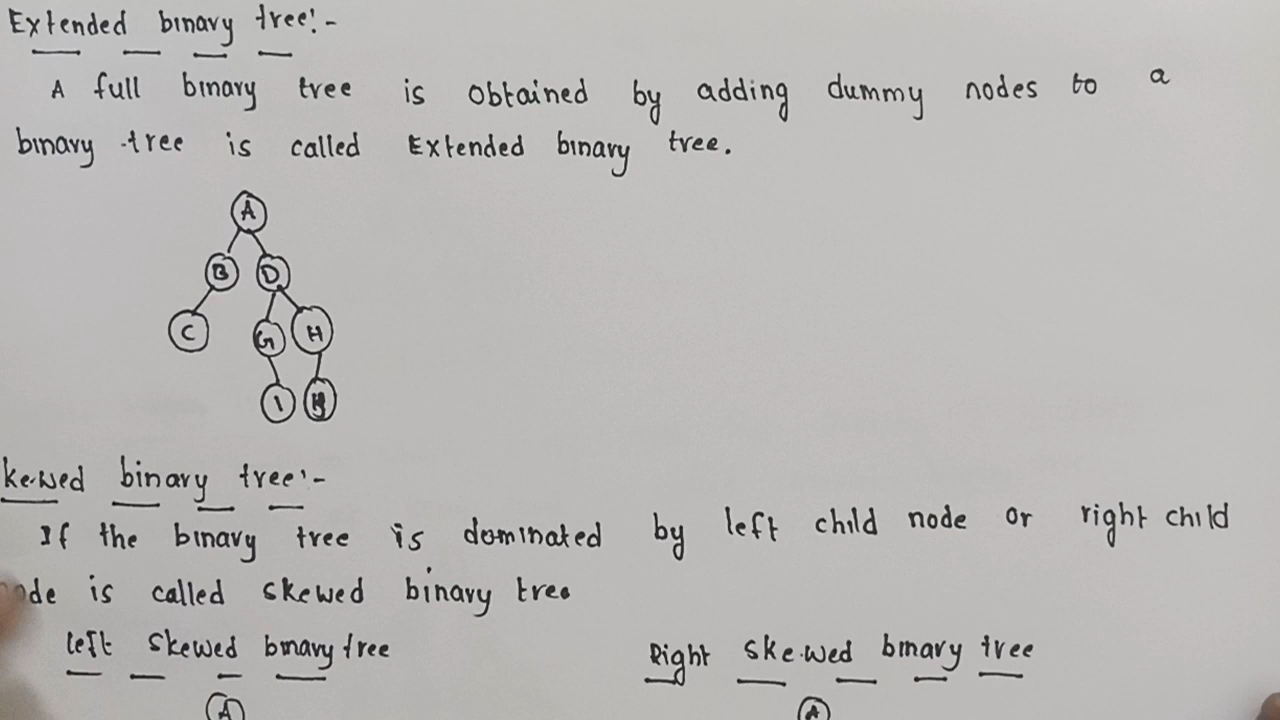 Extended binary tree:-
A full binary tree is obtained by adding dummy nodes to a
binary tree is called Extended binary tree.
A
B D
C G H
I
kewed binary tree:-
If the binary tree is dominated by left child node or right child
ode is called skewed binary tree
left skewed binary tree Right skewed binary tree
A A